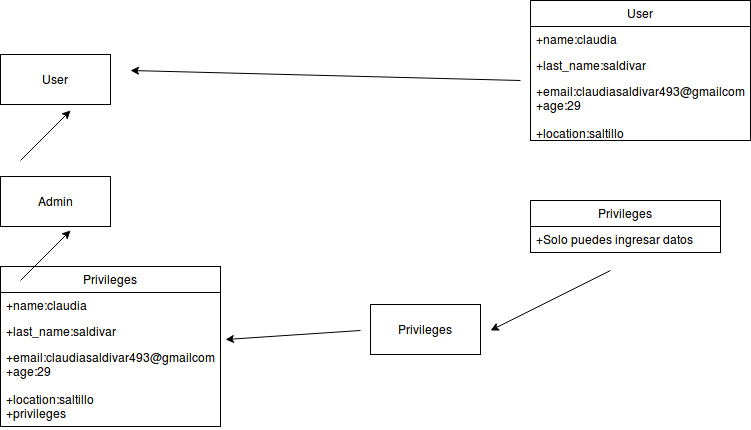 User
+name:claudia
+last_name:saldivar
+email:claudiasaldivar493@gmailcom
+age:29
+location:saltillo
User
Admin
Privileges
+Solo puedes ingresar datos
Privileges
+name:claudia
+last_name:saldivar
+email:claudiasaldivar493@gmailcom
+age:29
+location:saltillo
+privileges
Privileges